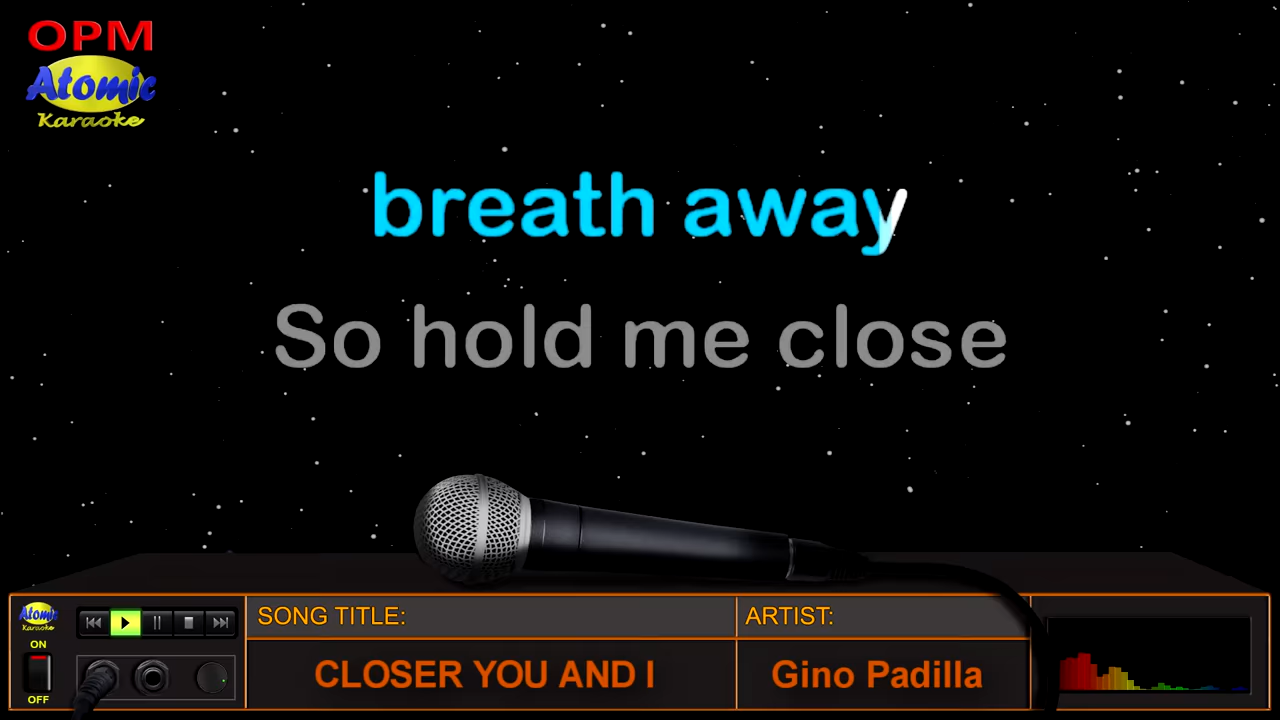 OPM
Atomic
Karaoke
breath away
So hold me close
Atomic
Karaoke
ON
OFF
SONG TITLE:
CLOSER YOU AND I
ARTIST:
Gino Padilla